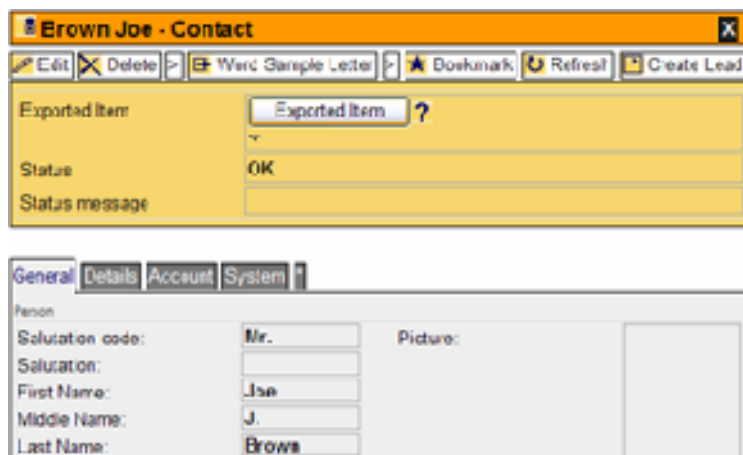 Brown Joe - Contact X
Edit Delete > Word Sample Letter > Bookmark Refresh Create Lead
Exported Item Exported Item ?
Status OK
Status message
General Details Account System *
Person
Salutation code: Mr. Picture:
Salutation:
First Name: Joe
Middle Name: J.
Last Name: Brown